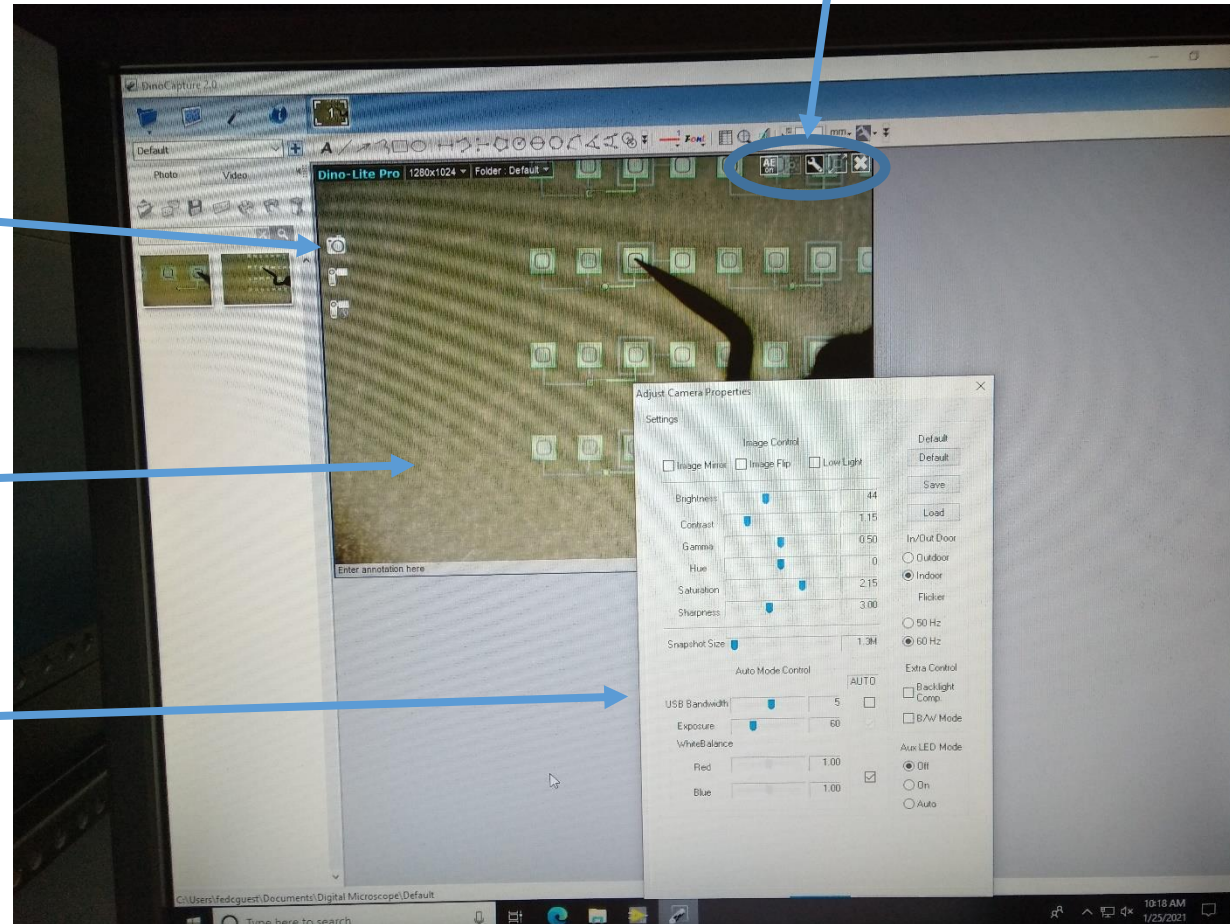 DinoCapture 2.0
1
Default
A Font mm
Photo Video
Dino-Lite Pro 1280x1024 Folder : Default AE on
Enter annotation here
Adjust Camera Properties
Settings
Image Control
Image Mirror Image Flip Low Light
Brightness 44
Contrast 1.15
Gamma 0.50
Hue 0
Saturation 2.15
Sharpness 3.00
Snapshot Size 1.3M
Auto Mode Control
AUTO
USB Bandwidth 5
Exposure 60
WhiteBalance
Red 1.00
Blue 1.00
Default
Default
Save
Load
In/Out Door
Outdoor
Indoor
Flicker
50 Hz
60 Hz
Extra Control
Backlight
Comp.
B/W Mode
Aux LED Mode
Off
On
Auto
C:\Users\fedcguest\Documents\Digital Microscope\Default
Type here to search
10:18 AM
1/25/2021